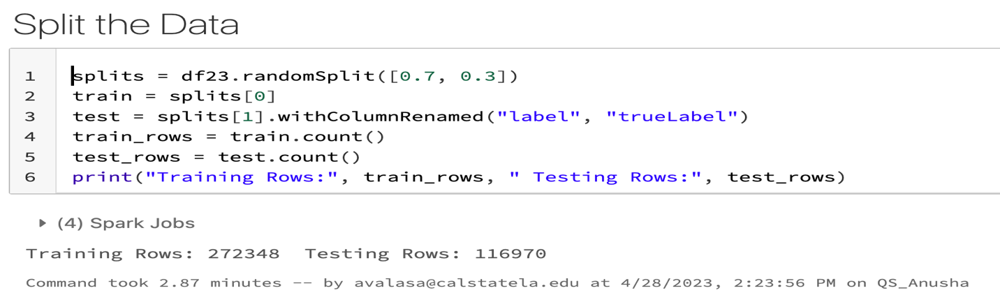 Split the Data
1 splits = df23.randomSplit([0.7, 0.3])
2 train = splits[0]
3 test = splits[1].withColumnRenamed("label", "trueLabel")
4 train_rows = train.count()
5 test_rows = test.count()
6 print("Training Rows:", train_rows, " Testing Rows:", test_rows)
(4) Spark Jobs
Training Rows: 272348  Testing Rows: 116970
Command took 2.87 minutes -- by avalasa@calstatela.edu at 4/28/2023, 2:23:56 PM on QS_Anusha